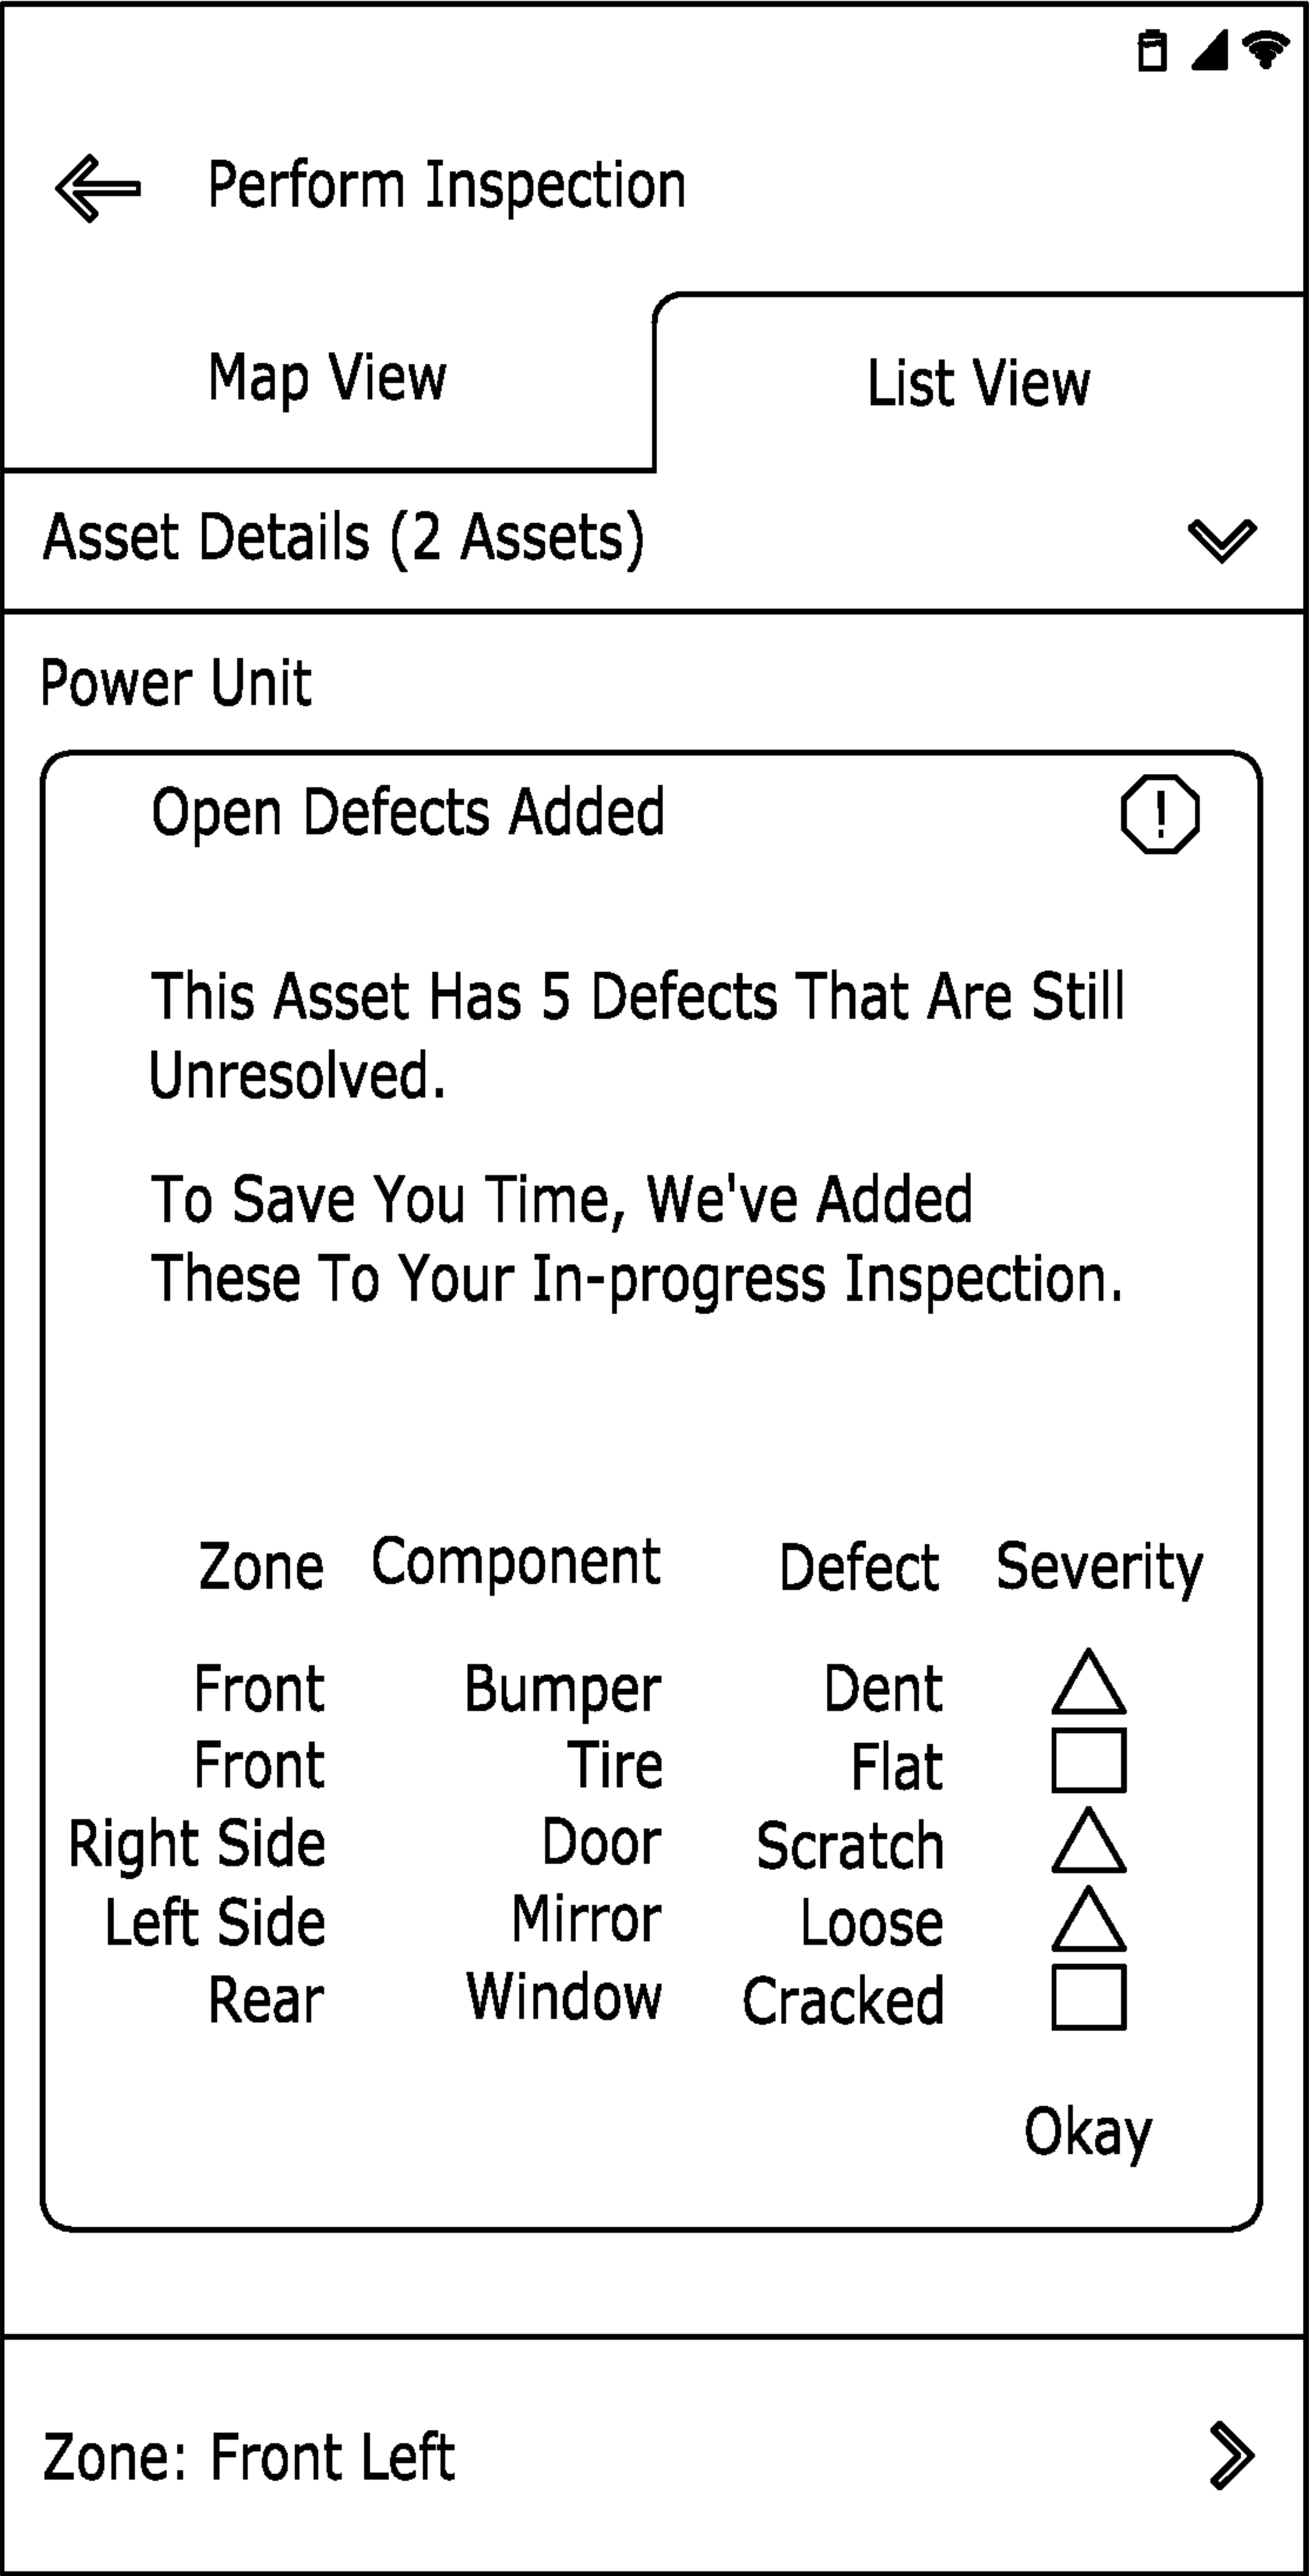 Perform Inspection
Map View
List View
Asset Details (2 Assets)
Power Unit
Open Defects Added
!
This Asset Has 5 Defects That Are Still
Unresolved.
To Save You Time, We've Added
These To Your In-progress Inspection.
Zone Component Defect Severity
Front Bumper Dent
Front Tire Flat
Right Side Door Scratch
Left Side Mirror Loose
Rear Window Cracked
Okay
Zone: Front Left